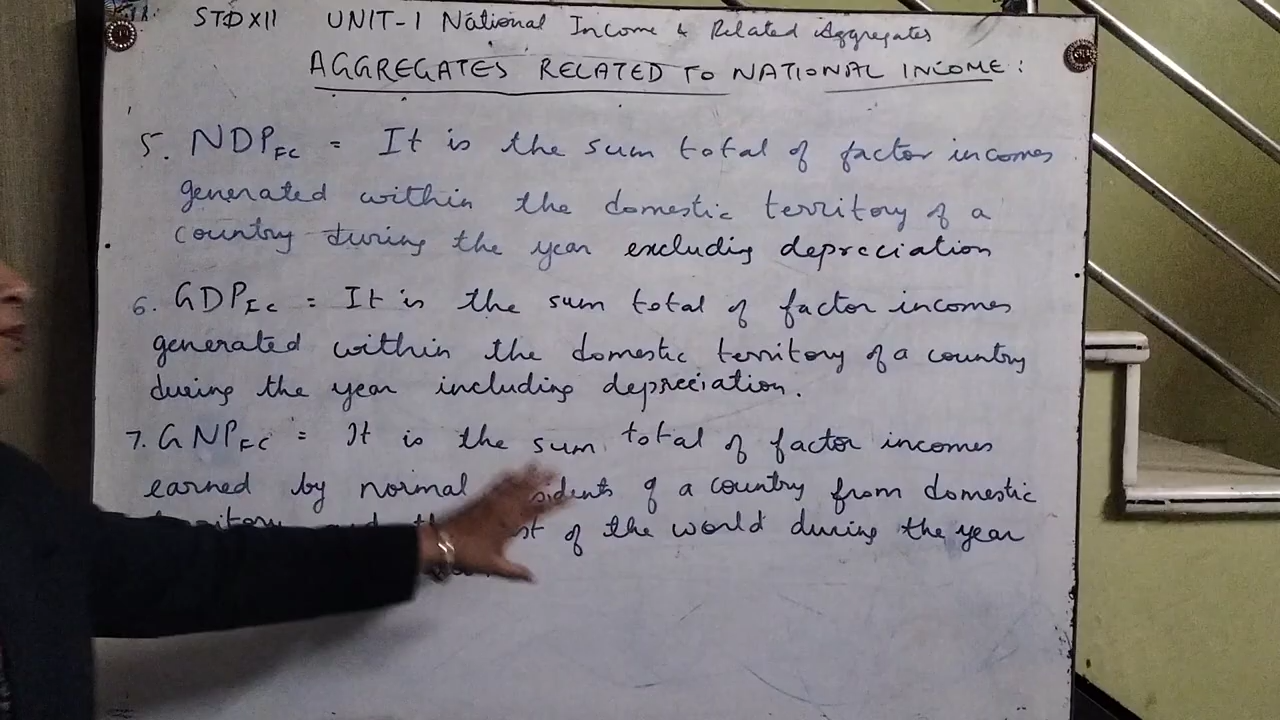 STD XII UNIT-1 National Income & Related Aggregates
AGGREGATES RELATED TO NATIONAL INCOME:
5. NDPFC = It is the sum total of factor incomes
generated within the domestic territory of a
country during the year excluding depreciation
6. GDPFC = It is the sum total of factor incomes
generated within the domestic territory of a country
during the year including depreciation.
7. GNPFC = It is the sum total of factor incomes
earned by normal sidents of a country from domestic
of the world during the year